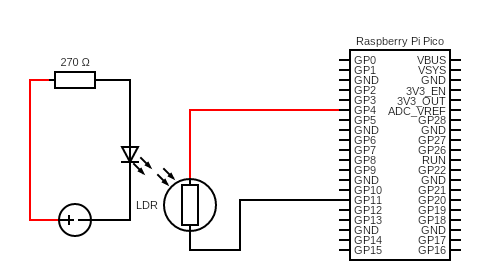 Raspberry Pi Pico
270 Ω
GP0 VBUS
GP1 VSYS
GND GND
GP2 3V3_EN
GP3 3V3_OUT
GP4 ADC_VREF
GP5 GP28
GND GND
GP6 GP27
GP7 GP26
GP8 RUN
GP9 GP22
GND GND
GP10 GP21
GP11 GP20
LDR
GP12 GP19
GP13 GP18
GND GND
GP14 GP17
GP15 GP16